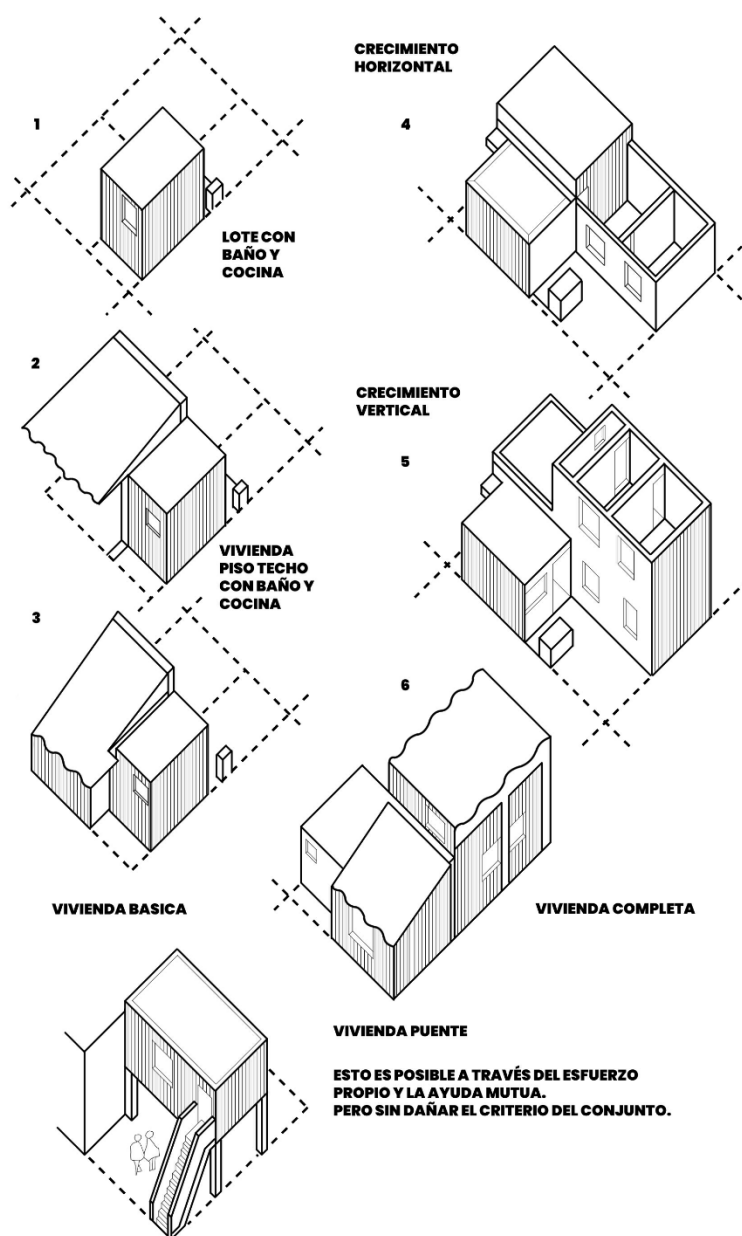 1
LOTE CON
BAÑO Y
COCINA
2
VIVIENDA
PISO TECHO
CON BAÑO Y
COCINA
3
VIVIENDA BASICA
CRECIMIENTO
HORIZONTAL
4
CRECIMIENTO
VERTICAL
5
6
VIVIENDA COMPLETA
VIVIENDA PUENTE
ESTO ES POSIBLE A TRAVÉS DEL ESFUERZO
PROPIO Y LA AYUDA MUTUA.
PERO SIN DAÑAR EL CRITERIO DEL CONJUNTO.